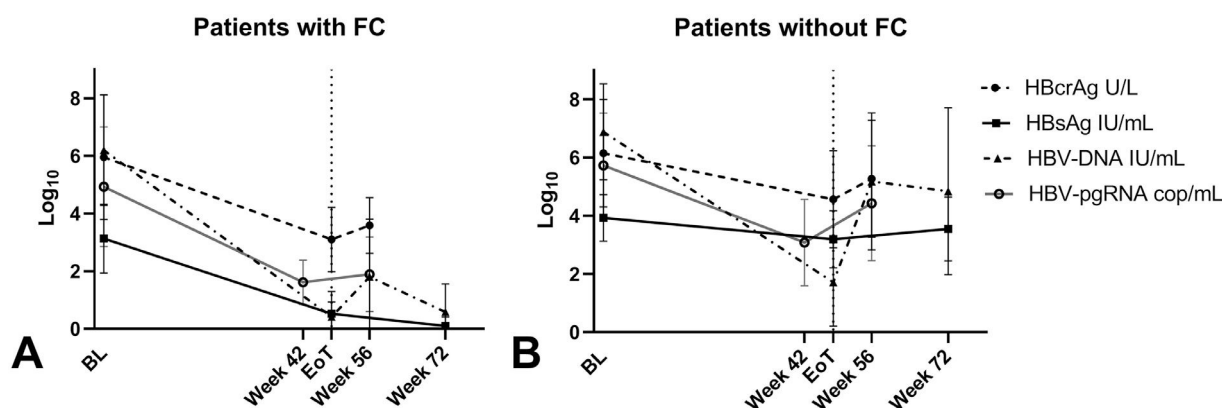 Patients with FC
Log10
8
6
4
2
0
BL
Week 42
EoT
Week 56
Week 72
A
Patients without FC
Log10
8
6
4
2
0
BL
Week 42
EoT
Week 56
Week 72
B
HBcrAg U/L
HBsAg IU/mL
HBV-DNA IU/mL
HBV-pgRNA cop/mL